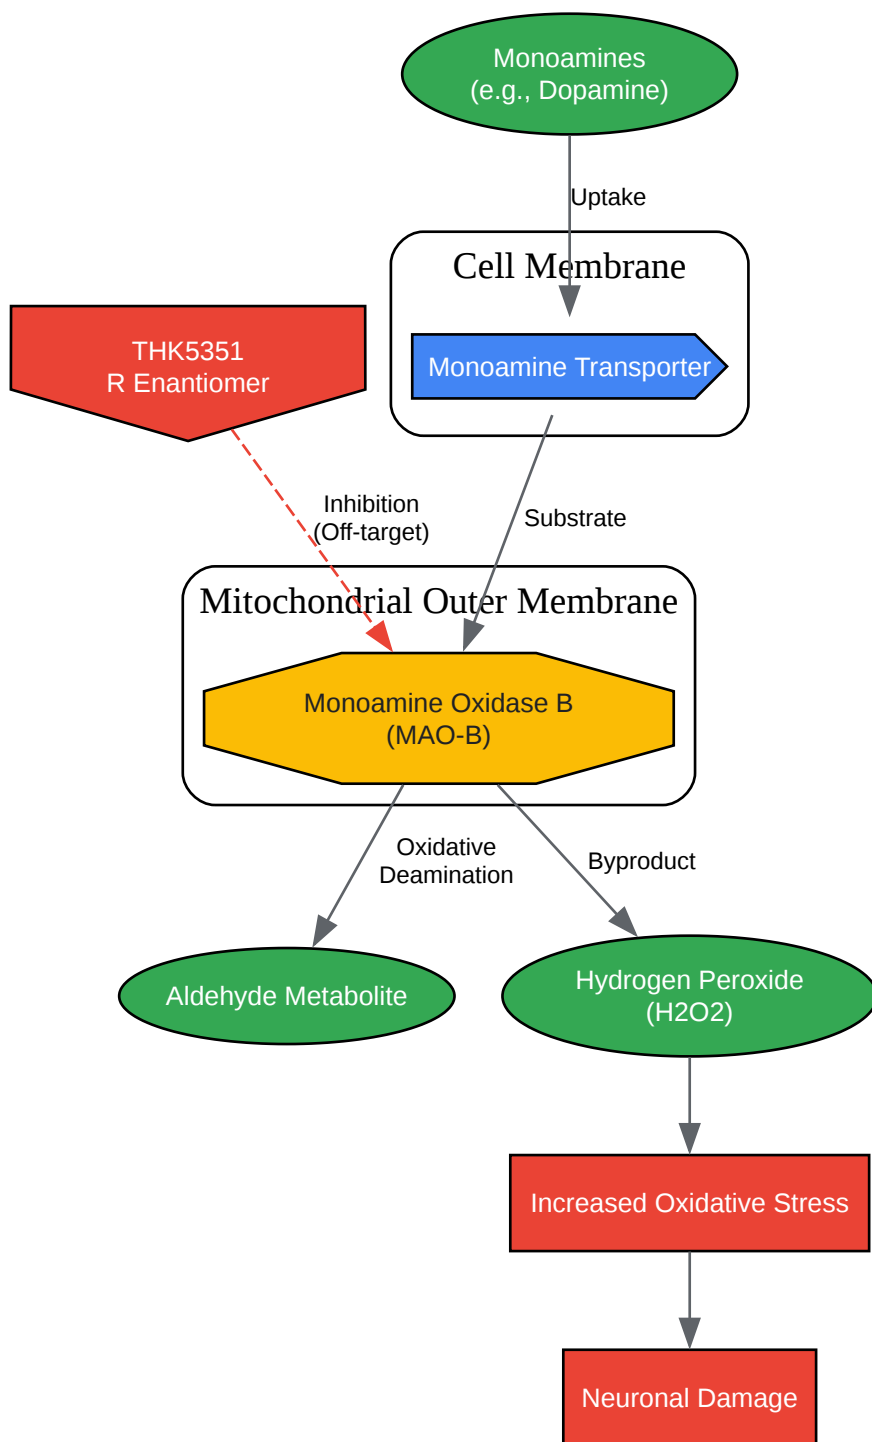 Monoamines
(e.g., Dopamine)
Uptake
Cell Membrane
THK5351
R Enantiomer
Monoamine Transporter
Inhibition
(Off-target)
Substrate
Mitochondrial Outer Membrane
Monoamine Oxidase B
(MAO-B)
Oxidative
Deamination
Byproduct
Aldehyde Metabolite
Hydrogen Peroxide
(H2O2)
Increased Oxidative Stress
Neuronal Damage